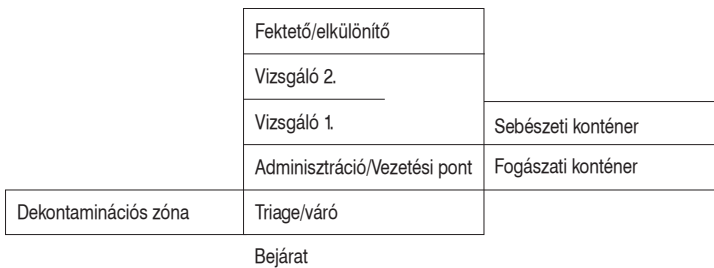 Fektető/elkülönítő
Vizsgáló 2.
Vizsgáló 1.
Sebészeti konténer
Adminisztráció/Vezetési pont
Fogászati konténer
Dekontaminációs zóna
Triage/váró
Bejárat